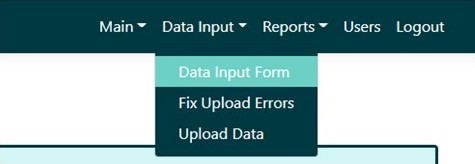 Main Data Input Reports Users Logout
Data Input Form
Fix Upload Errors
Upload Data